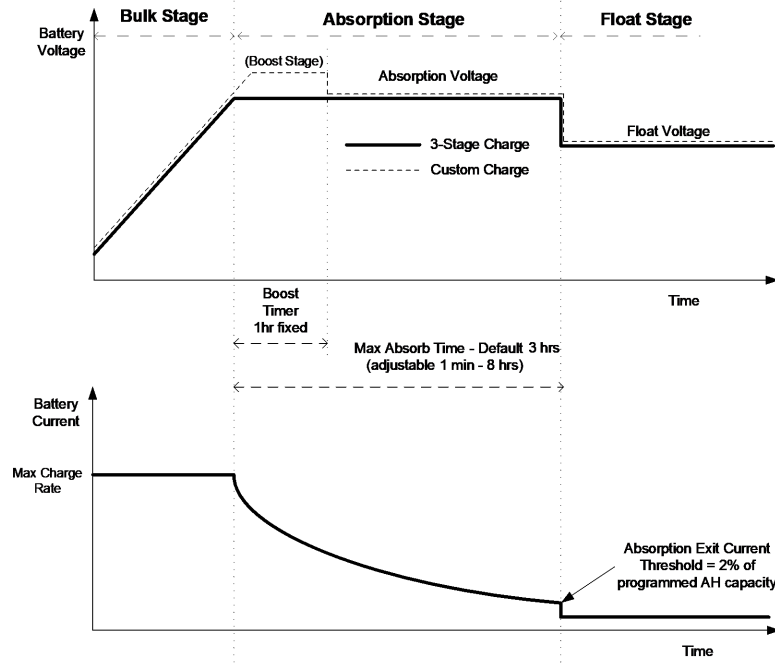 Bulk Stage
Absorption Stage
Float Stage
Battery
Voltage
(Boost Stage)
Absorption Voltage
Float Voltage
3-Stage Charge
Custom Charge
Time
Boost
Timer
1hr fixed
Max Absorb Time - Default 3 hrs
(adjustable 1 min - 8 hrs)
Battery
Current
Max Charge
Rate
Absorption Exit Current
Threshold = 2% of
programmed AH capacity
Time